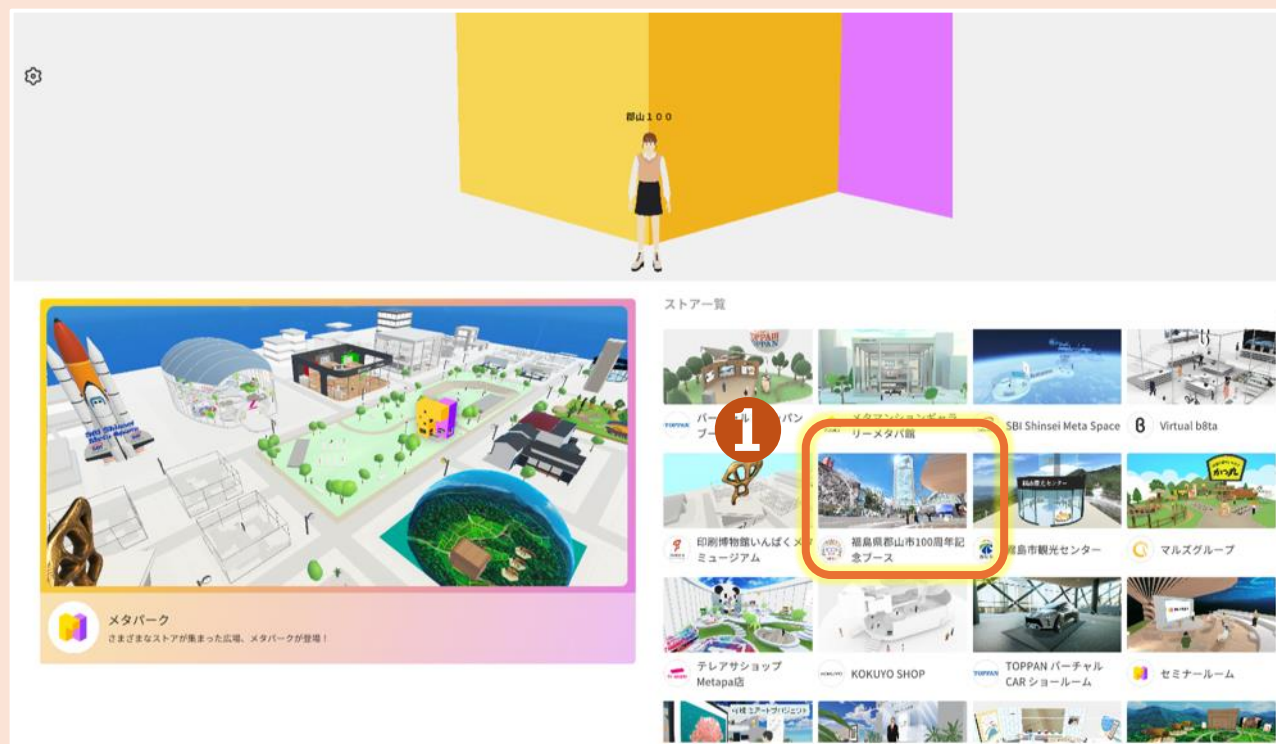 郡山１００
ストア一覧
メタパーク
さまざまなストアが集まった広場、メタパークが登場！
1
TOPPAN
リーメタパ館
SBI Shinsei Meta Space
Virtual b8ta
印刷博物館いんぱくメタ
ミュージアム
福島県郡山市100周年記
念ブース
霧島市観光センター
マルズグループ
テレアサショップ
Metapa店
KOKUYO
KOKUYO SHOP
TOPPAN
TOPPAN バーチャル
CAR ショールーム
セミナールーム